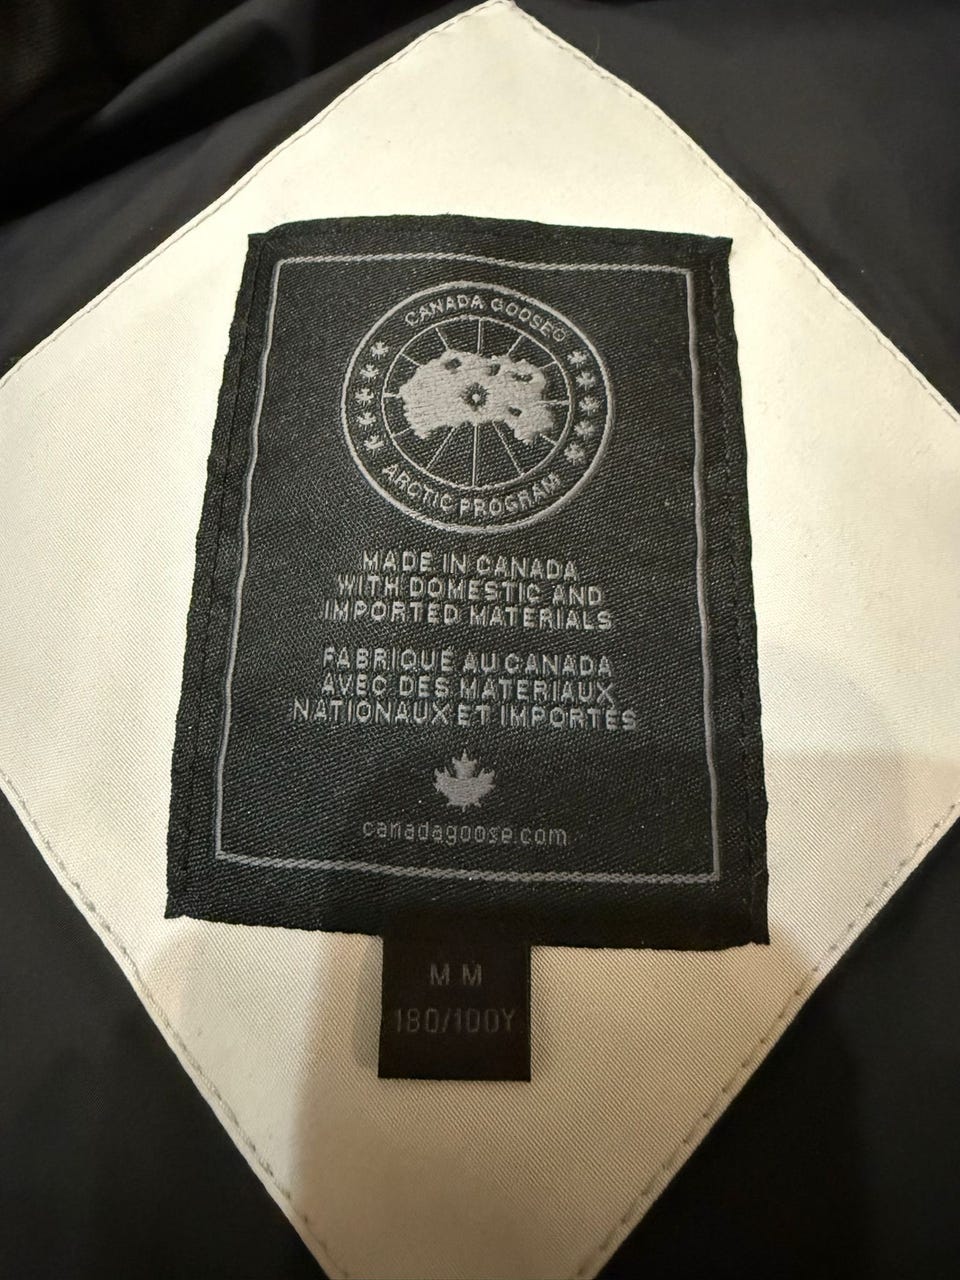 CANADA GOOSE®
ARCTIC PROGRAM
MADE IN CANADA
WITH DOMESTIC AND
IMPORTED MATERIALS
FABRIQUÉ AU CANADA
AVEC DES MATERIAUX
NATIONAUX ET IMPORTÉS
canadagoose.com
M M
180/100Y